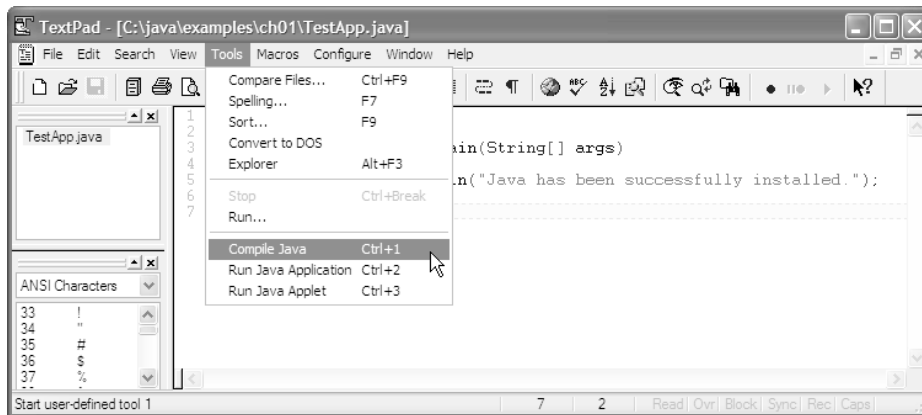 TextPad - [C:\java\examples\ch01\TestApp.java]
File Edit Search View Tools Macros Configure Window Help
TestApp.java
Compare Files... Ctrl+F9
Spelling... F7
Sort... F9
Convert to DOS
Explorer Alt+F3
Stop Ctrl+Break
Run...
Compile Java Ctrl+1
Run Java Application Ctrl+2
Run Java Applet Ctrl+3
1
2
3 ain(String[] args)
4
5 n("Java has been successfully installed.");
6
7
ANSI Characters
33 !
34 "
35 #
36 $
37 %
Start user-defined tool 1 7 2 Read Ovr Block Sync Rec Caps